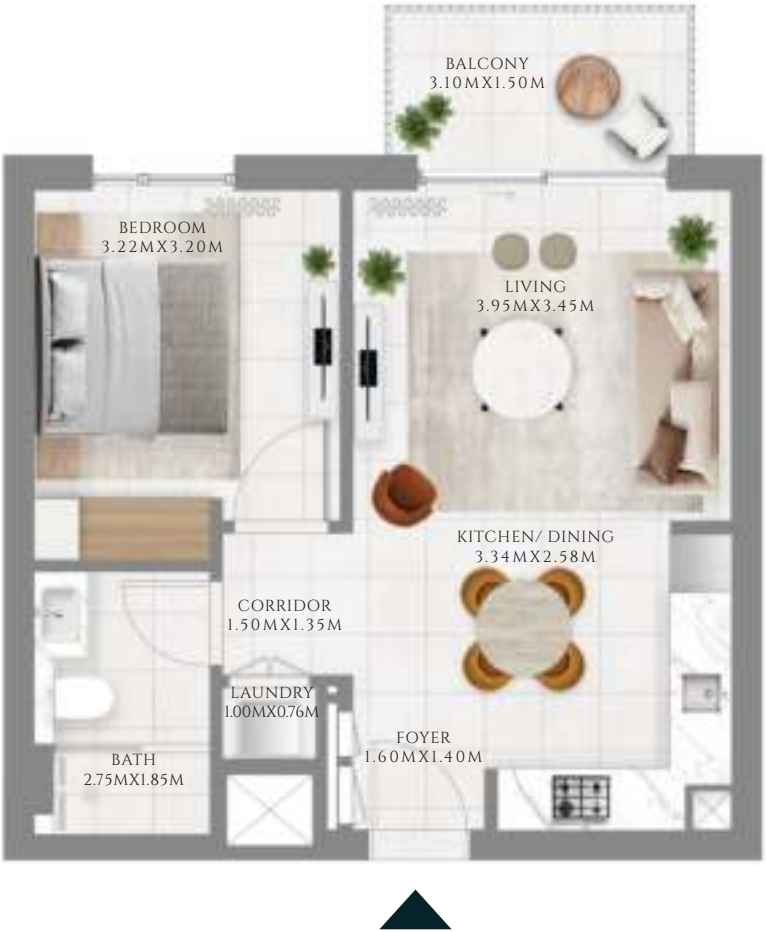 BALCONY
3.10MX1.50M
BEDROOM
3.22MX3.20M
LIVING
3.95MX3.45M
KITCHEN/ DINING
3.34MX2.58M
CORRIDOR
1.50MX1.35M
LAUNDRY
1.00MX0.76M
FOYER
1.60MX1.40M
BATH
2.75MX1.85M